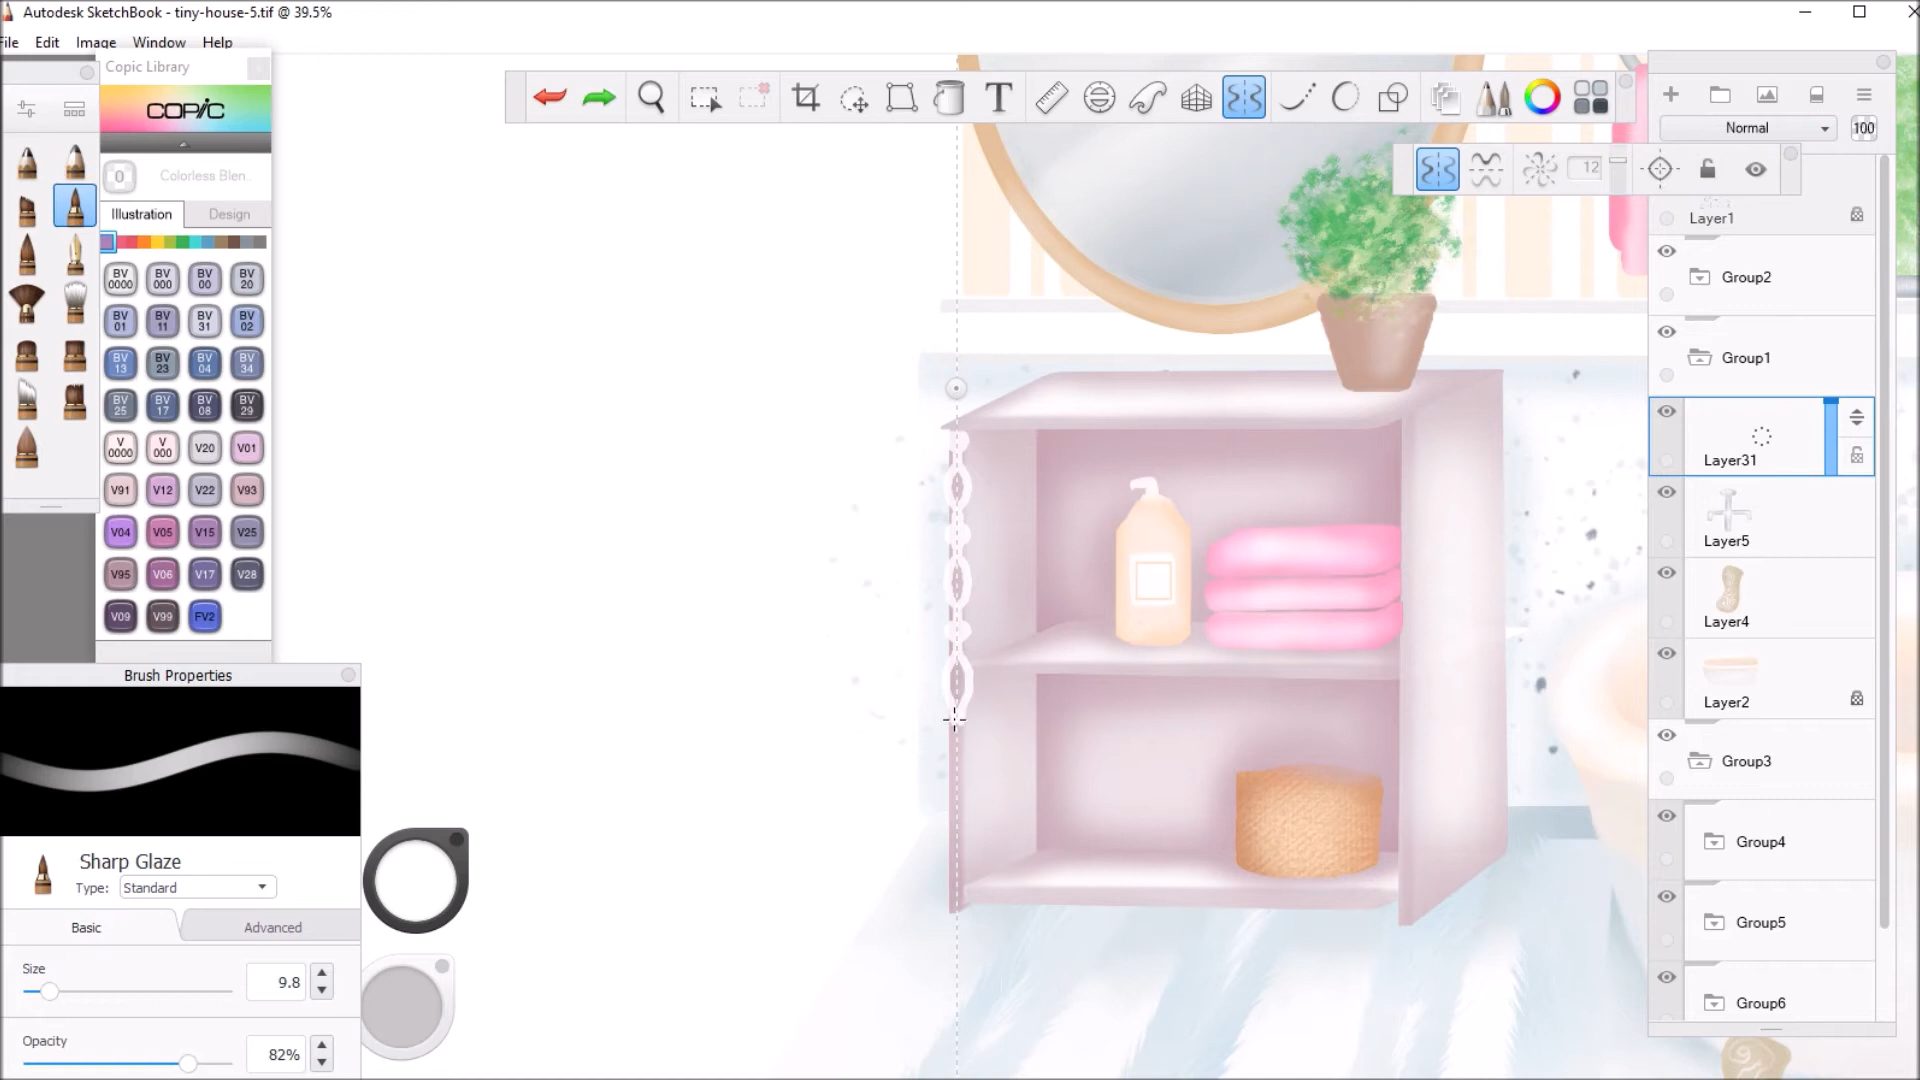 Autodesk SketchBook - tiny-house-5.tif @ 39.5%
File Edit Image Window Help
Copic Library
COPIC
0 Colorless Blen..
Illustration Design
BV 0000 BV 000 BV 00 BV 20
BV 01 BV 11 BV 31 BV 02
BV 13 BV 23 BV 04 BV 34
BV 25 BV 17 BV 08 BV 29
V 0000 V 000 V20 V01
V91 V12 V22 V93
V04 V05 V15 V25
V95 V06 V17 V28
V09 V99 FV2
Brush Properties
Sharp Glaze
Type: Standard
Basic Advanced
Size
9.8
Opacity
82%
T
12
Normal 100
Layer1
Group2
Group1
Layer31
Layer5
Layer4
Layer2
Group3
Group4
Group5
Group6